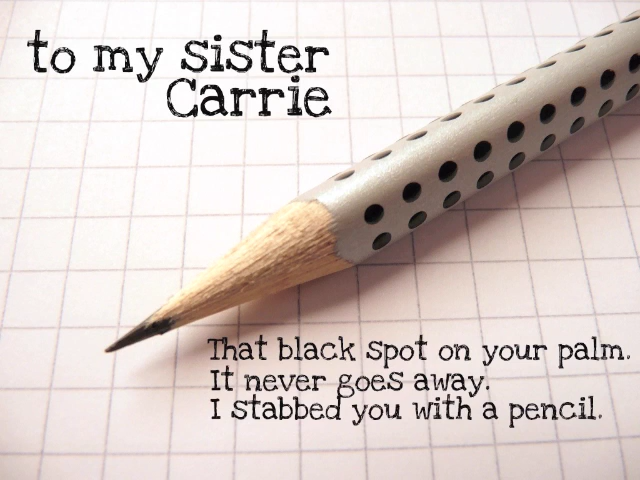 to my sister
Carrie
That black spot on your palm.
It never goes away.
I stabbed you with a pencil.